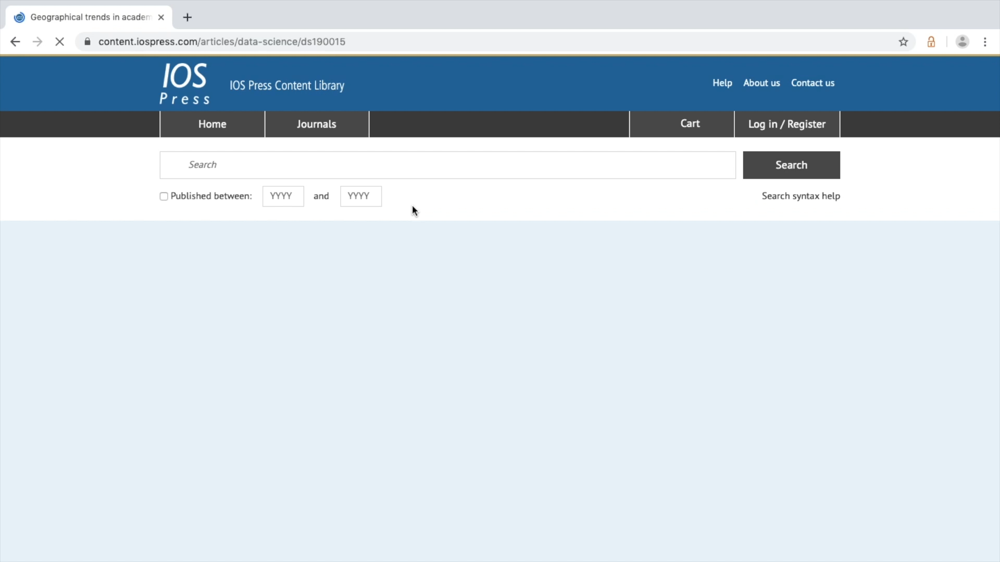 Geographical trends in academ
content.iospress.com/articles/data-science/ds190015
IOS
Press
IOS Press Content Library
Help About us Contact us
Home Journals Cart Log in / Register
Search Search
Published between: YYYY and YYYY Search syntax help